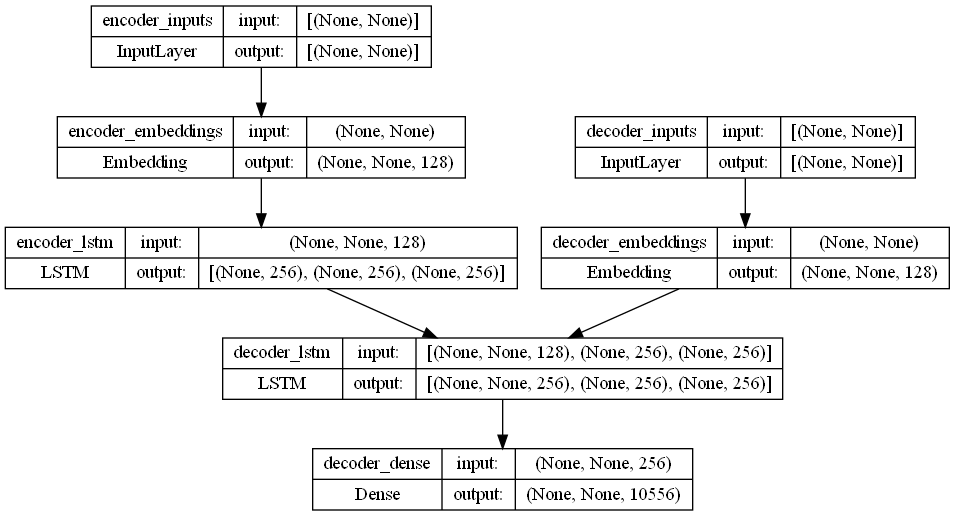 encoder_inputs input: [(None, None)]
InputLayer output: [(None, None)]
encoder_embeddings input: (None, None)
Embedding output: (None, None, 128)
decoder_inputs input: [(None, None)]
InputLayer output: [(None, None)]
encoder_lstm input: (None, None, 128)
LSTM output: [(None, 256), (None, 256), (None, 256)]
decoder_embeddings input: (None, None)
Embedding output: (None, None, 128)
decoder_lstm input: [(None, None, 128), (None, 256), (None, 256)]
LSTM output: [(None, None, 256), (None, 256), (None, 256)]
decoder_dense input: (None, None, 256)
Dense output: (None, None, 10556)